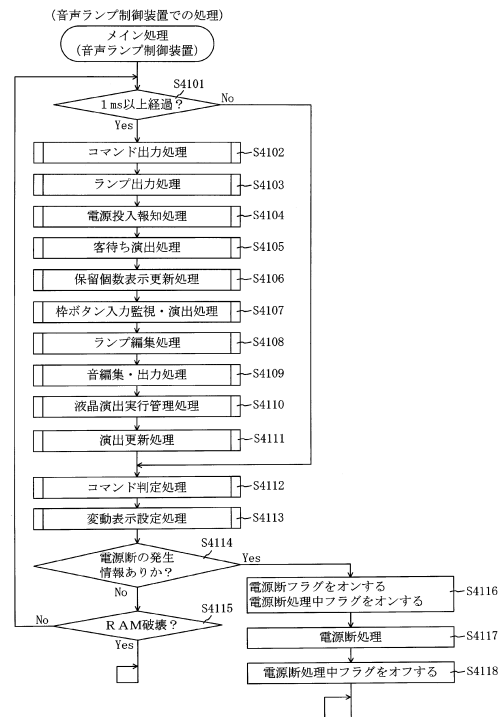 (音声ランプ制御装置での処理)
メイン処理
(音声ランプ制御装置)
S4101
1ms以上経過？
No
Yes
コマンド出力処理
S4102
ランプ出力処理
S4103
電源投入報知処理
S4104
客待ち演出処理
S4105
保留個数表示更新処理
S4106
枠ボタン入力監視・演出処理
S4107
ランプ編集処理
S4108
音編集・出力処理
S4109
液晶演出実行管理処理
S4110
演出更新処理
S4111
コマンド判定処理
S4112
変動表示設定処理
S4113
S4114
電源断の発生
情報ありか？
Yes
No
S4115
RAM破壊？
No
Yes
電源断フラグをオンする
電源断処理中フラグをオンする
S4116
電源断処理
S4117
電源断処理中フラグをオフする
S4118